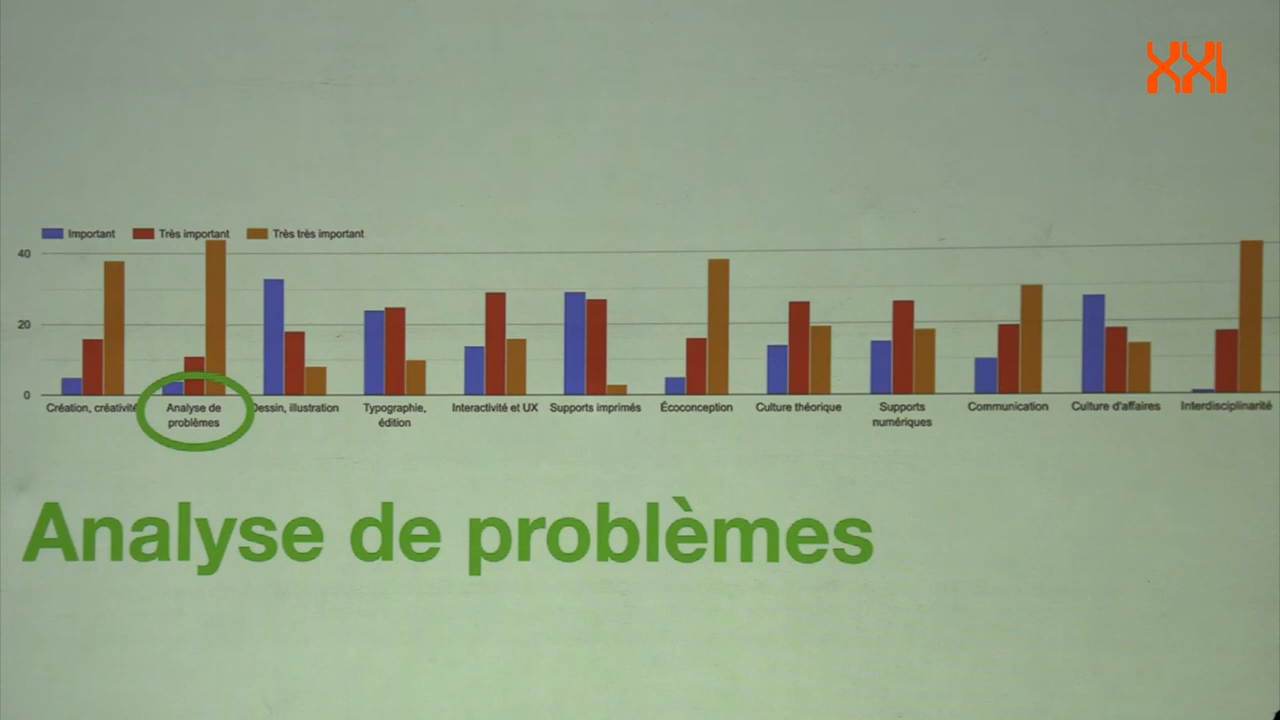 XXI
Important Très important Très très important
40
20
0
Création, créativité
Analyse de
problèmes
Dessin, illustration
Typographie,
édition
Interactivité et UX
Supports imprimés
Écoconception
Culture théorique
Supports
numériques
Communication
Culture d'affaires
Interdisciplinarité
Analyse de problèmes